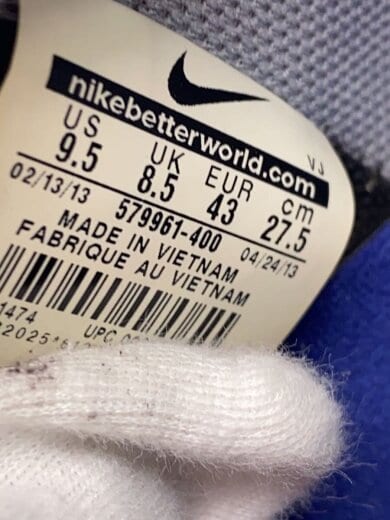 nikebetterworld.com
VJ
US UK EUR cm
9.5 8.5 43 27.5
02/13/13 579961-400 04/24/13
MADE IN VIETNAM
FABRIQUE AU VIETNAM
1474
UPC